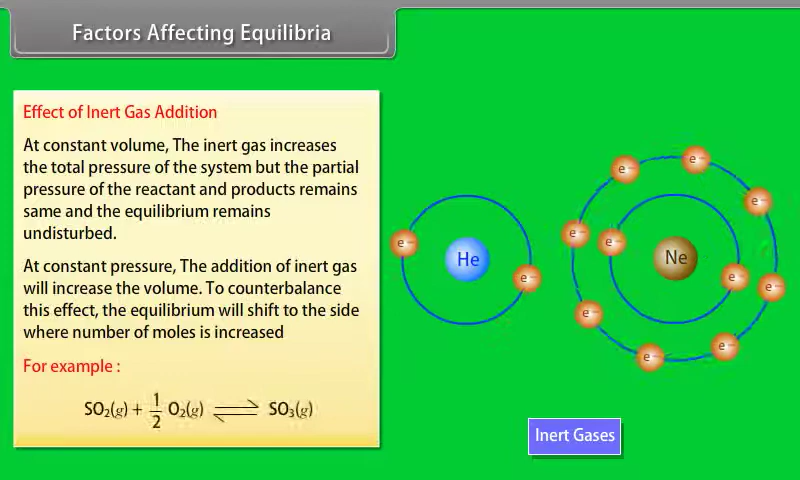 Factors Affecting Equilibria
Effect of Inert Gas Addition
At constant volume, The inert gas increases
the total pressure of the system but the partial
pressure of the reactant and products remains
same and the equilibrium remains
undisturbed.
At constant pressure, The addition of inert gas
will increase the volume. To counterbalance
this effect, the equilibrium will shift to the side
where number of moles is increased
For example :
SO₂(g) + 1/2 O₂(g) ⇌ SO₃(g)
e⁻
He
e⁻
e⁻
e⁻
e⁻
e⁻
e⁻
Ne
e⁻
e⁻
e⁻
e⁻
e⁻
Inert Gases